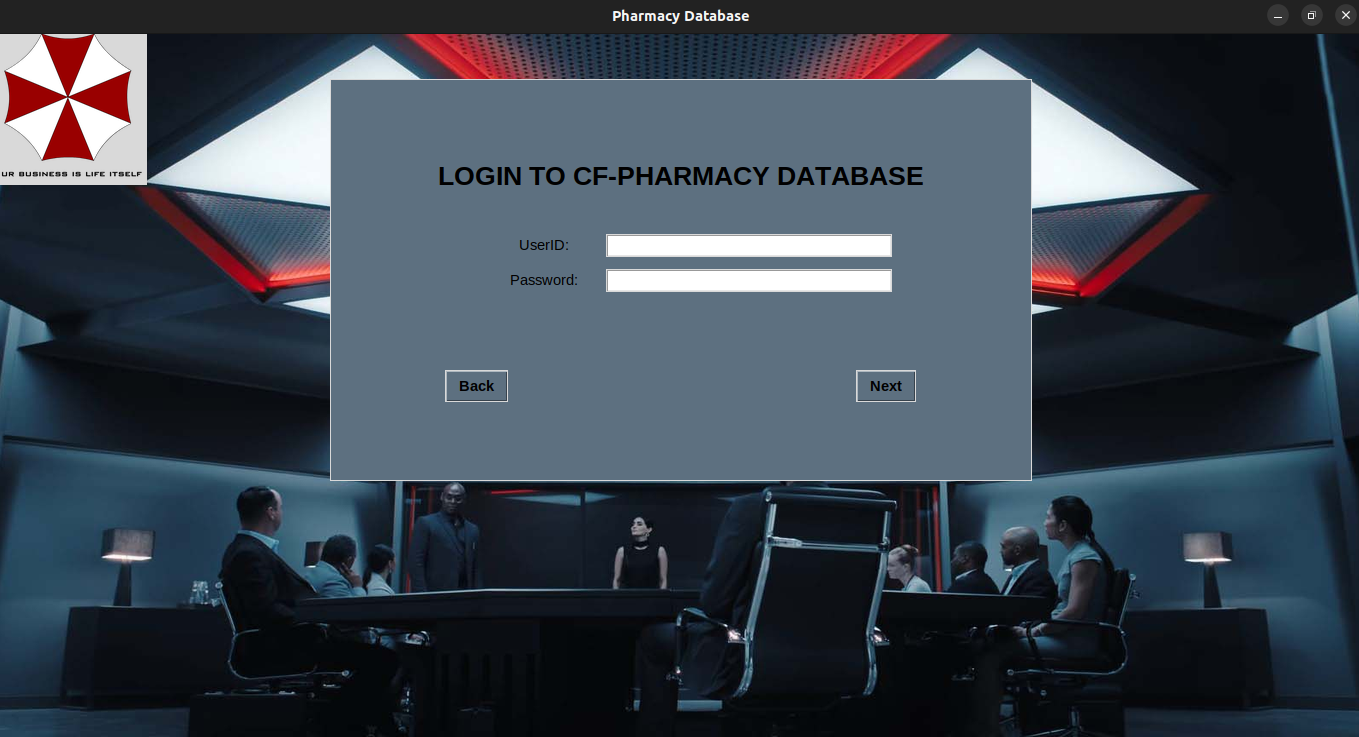 Pharmacy Database
UR BUSINESS IS LIFE ITSELF
LOGIN TO CF-PHARMACY DATABASE
UserID:
Password:
Back
Next